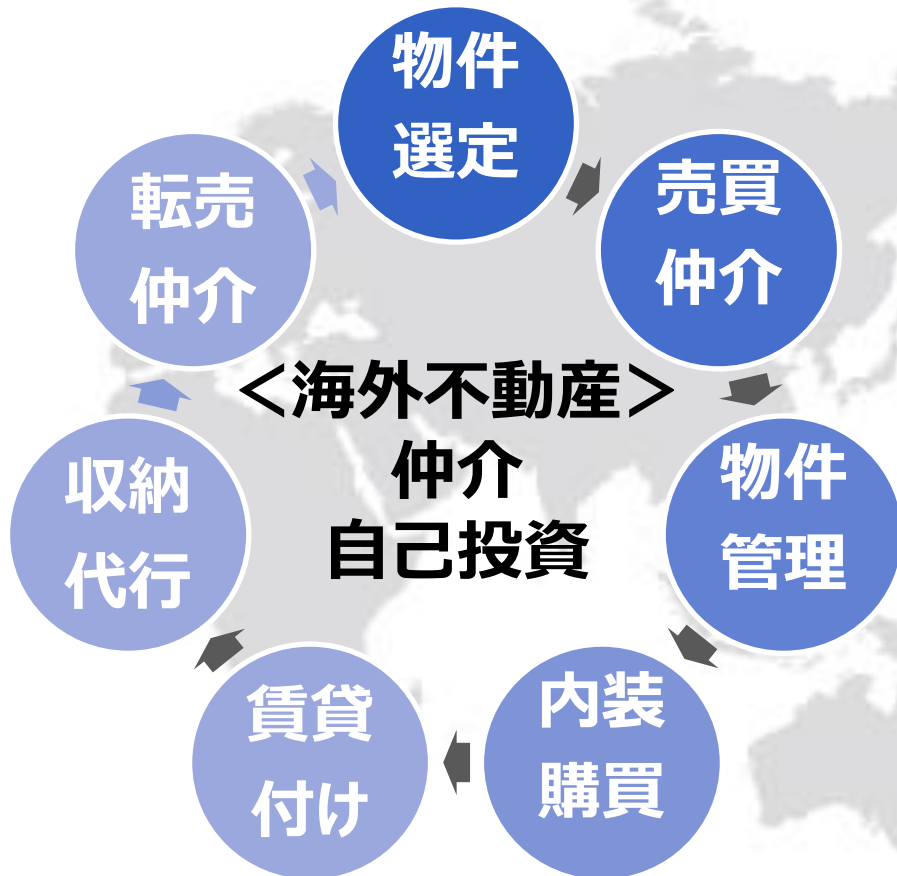 物件
選定
売買
仲介
物件
管理
内装
購買
賃貸
付け
収納
代行
転売
仲介
＜海外不動産＞
仲介
自己投資